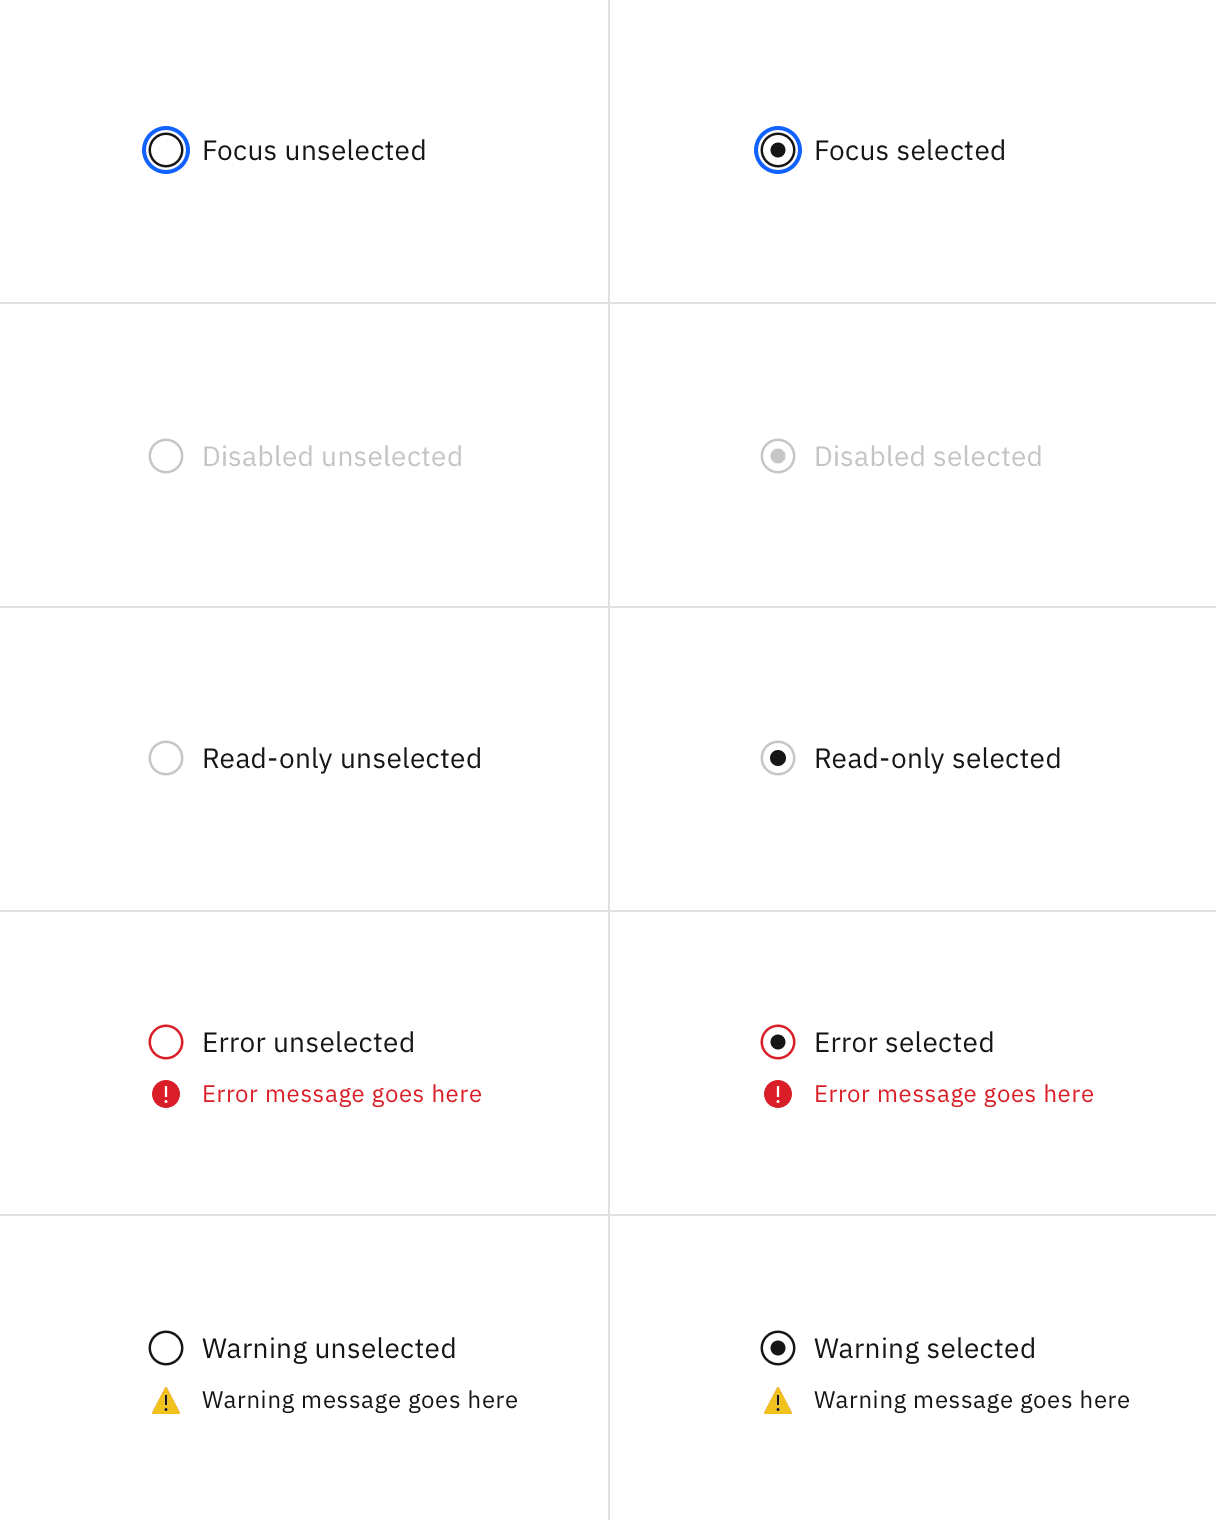 Focus unselected
Focus selected
Disabled unselected
Disabled selected
Read-only unselected
Read-only selected
Error unselected
Error message goes here
Error selected
Error message goes here
Warning unselected
Warning message goes here
Warning selected
Warning message goes here